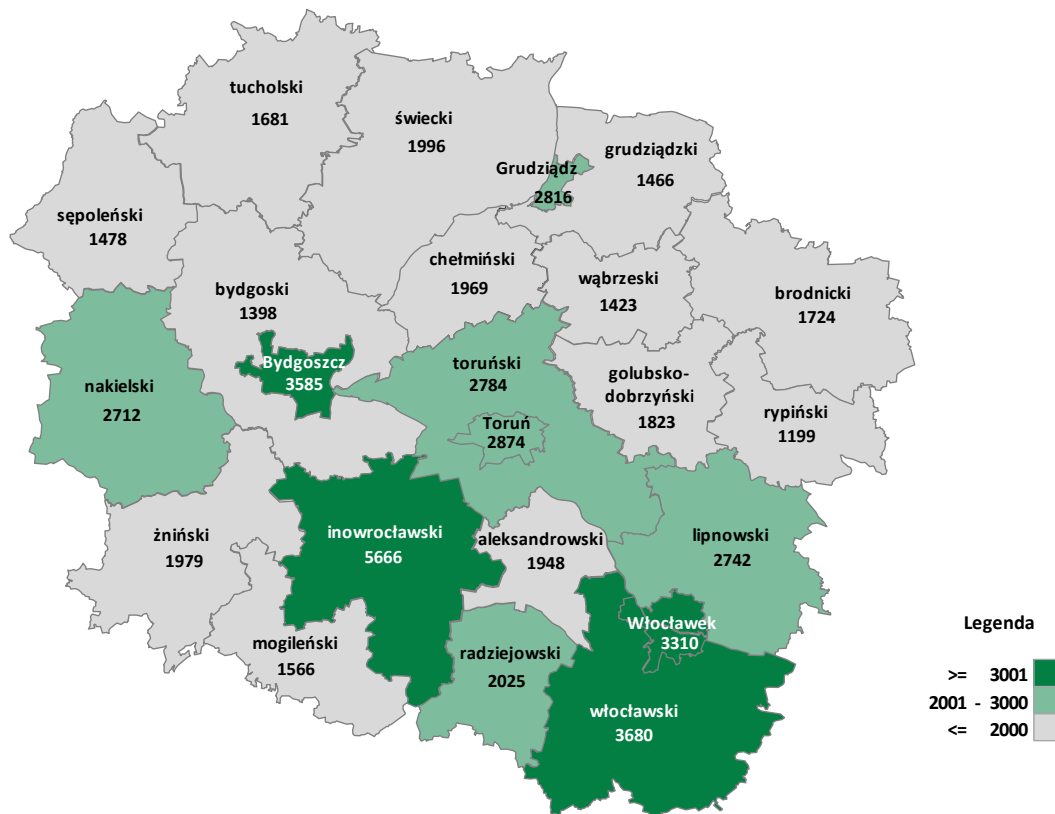 tucholski
1681
świecki
1996
grudziądzki
1466
Grudziądz
2816
sępoleński
1478
chełmiński
1969
wąbrzeski
1423
brodnicki
1724
bydgoski
1398
Bydgoszcz
3585
toruński
2784
golubsko-
dobrzyński
1823
rypiński
1199
nakielski
2712
Toruń
2874
żniński
1979
inowrocławski
5666
aleksandrowski
1948
lipnowski
2742
mogileński
1566
radziejowski
2025
Włocławek
3310
włocławski
3680
Legenda
>= 3001
2001 - 3000
<= 2000